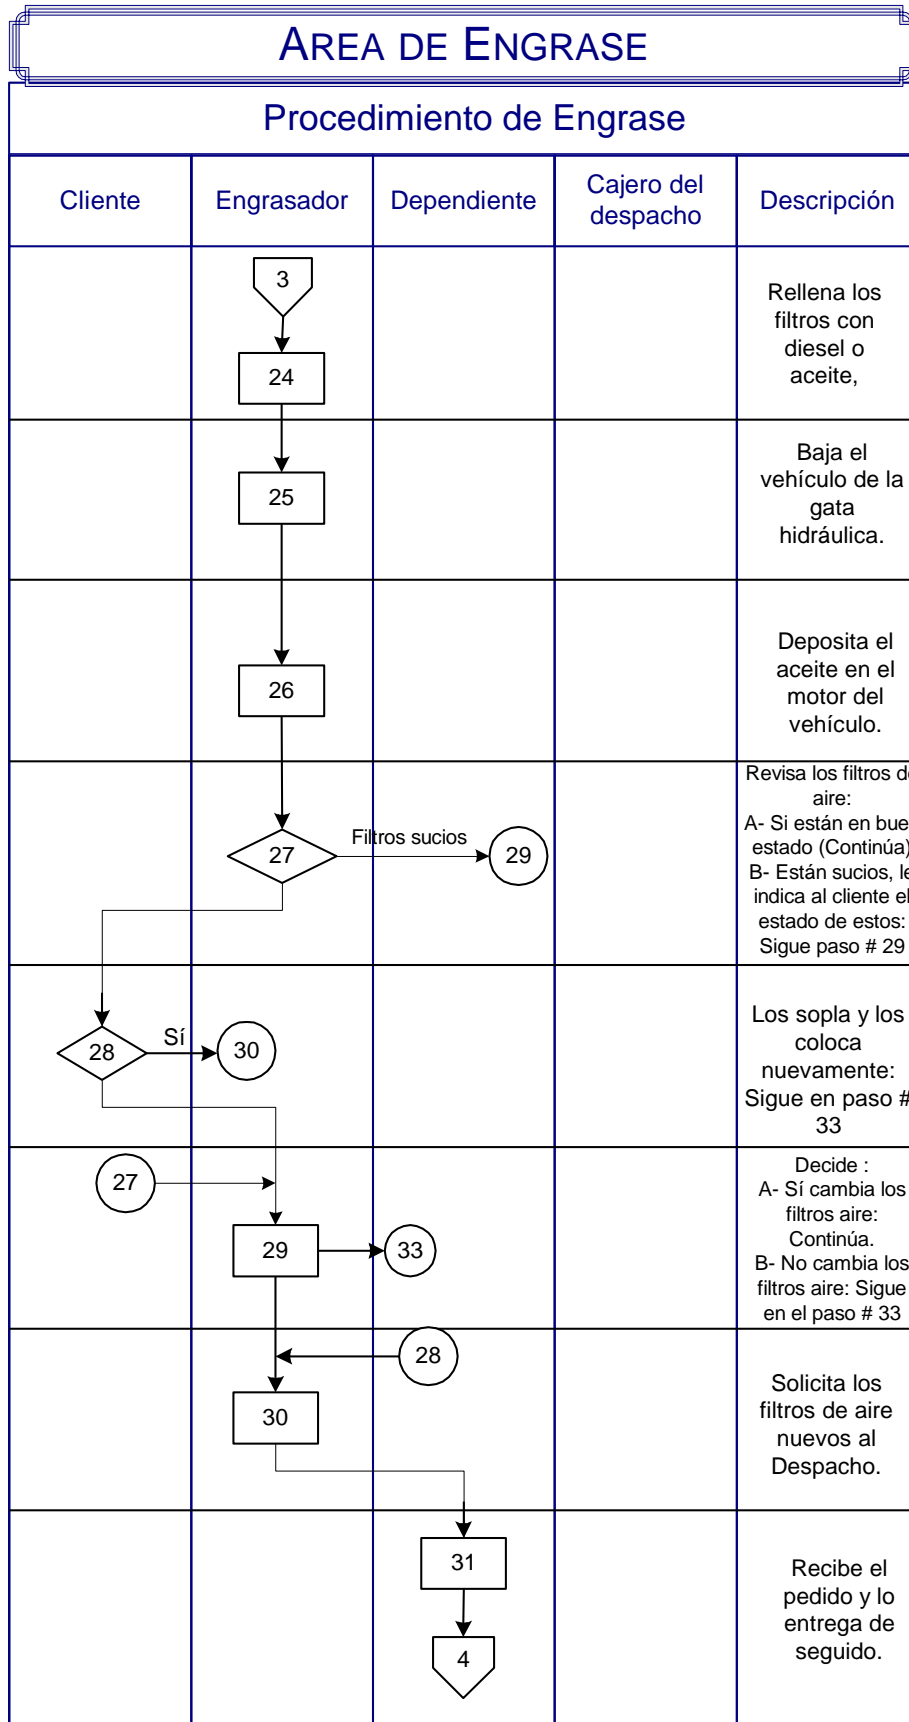 AREA DE ENGRASE
Procedimiento de Engrase
Cliente
Engrasador
Dependiente
Cajero del
despacho
Descripción
3
24
Rellena los
filtros con
diesel o
aceite,
25
Baja el
vehículo de la
gata
hidráulica.
26
Deposita el
aceite en el
motor del
vehículo.
27
Filtros sucios
29
Revisa los filtros de
aire:
A- Si están en bue
estado (Continúa)
B- Están sucios, le
indica al cliente el
estado de estos:
Sigue paso # 29
28
Sí
30
Los sopla y los
coloca
nuevamente:
Sigue en paso #
33
27
29
33
Decide :
A- Sí cambia los
filtros aire:
Continúa.
B- No cambia los
filtros aire: Sigue
en el paso # 33
28
30
Solicita los
filtros de aire
nuevos al
Despacho.
31
4
Recibe el
pedido y lo
entrega de
seguido.